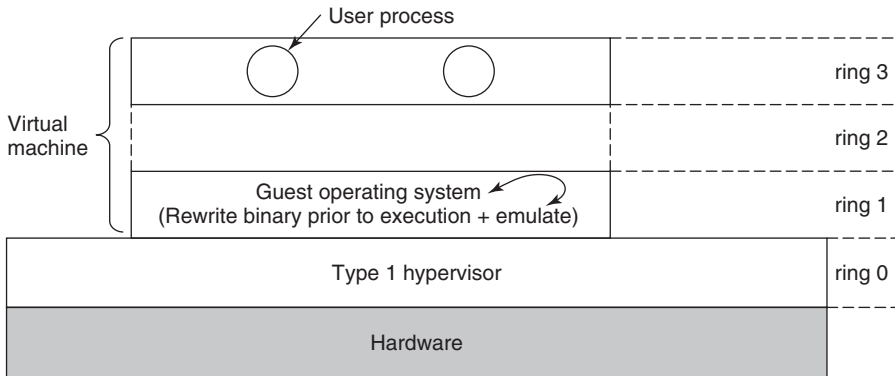 User process
ring 3
Virtual
machine
ring 2
Guest operating system
(Rewrite binary prior to execution + emulate)
ring 1
Type 1 hypervisor
ring 0
Hardware